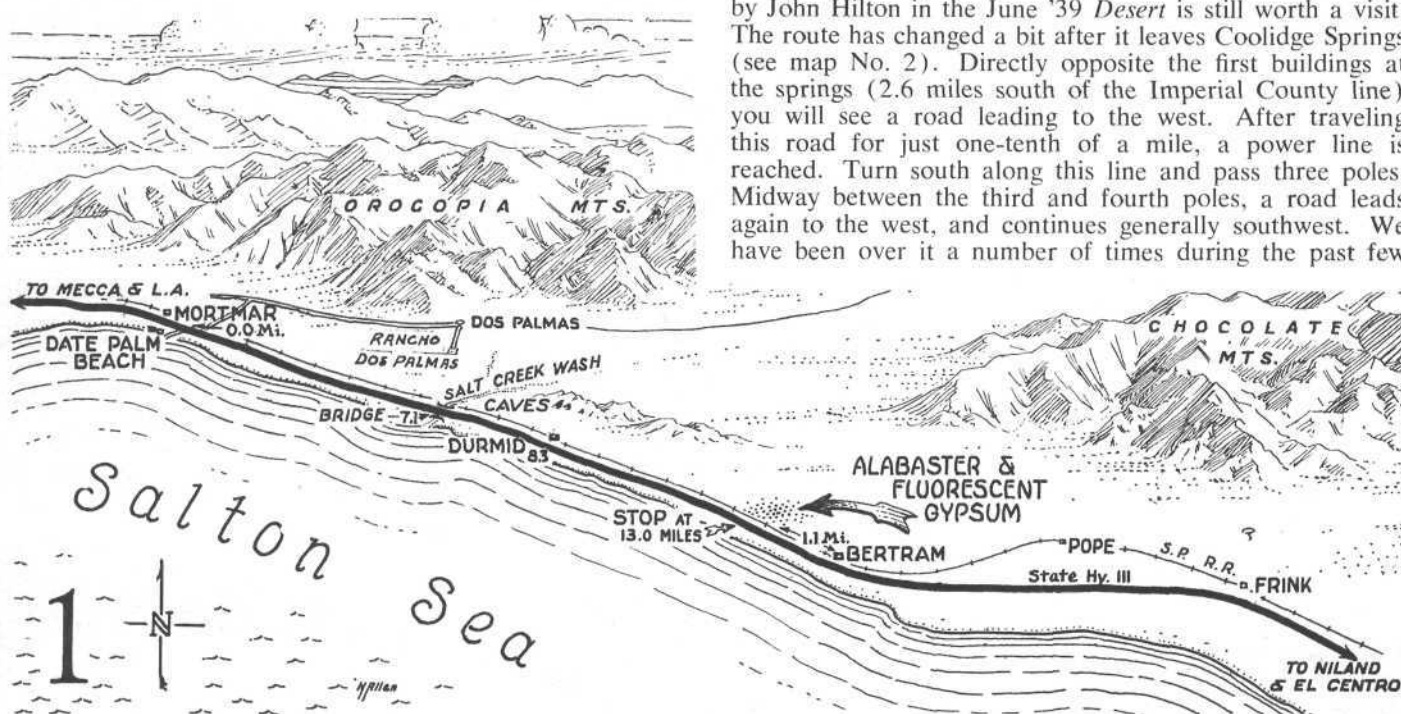 by John Hilton in the June '39 Desert is still worth a visit
The route has changed a bit after it leaves Coolidge Springs
(see map No. 2). Directly opposite the first buildings at
the springs (2.6 miles south of the Imperial County line)
you will see a road leading to the west. After traveling
this road for just one-tenth of a mile, a power line is
reached. Turn south along this line and pass three poles
Midway between the third and fourth poles, a road leads
again to the west, and continues generally southwest. We
have been over it a number of times during the past few
OROCOPIA MTS.
TO MECCA & L.A.
MORTMAR
0.0 Mi.
DATE PALM
BEACH
RANCHO
DOS PALMAS
DOS PALMAS
CHOCOLATE
MTS.
SALT CREEK WASH
BRIDGE-7.1
CAVES
DURMID 8.3
ALABASTER &
FLUORESCENT
GYPSUM
STOP AT
13.0 MILES
1.1 Mi.
BERTRAM
POPE
S.P. R.R.
FRINK
State Hy. 111
Salton Sea
1
N
TO NILAND
& EL CENTRO